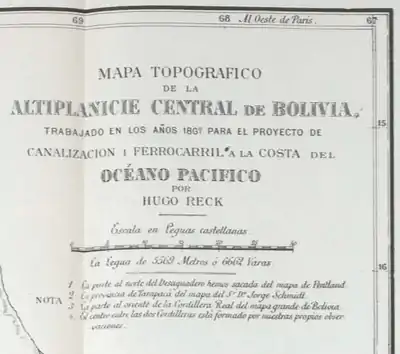 69
68 Al Oeste de Paris.
67
MAPA TOPOGRAFICO
DE LA
ALTIPLANICIE CENTRAL DE BOLIVIA,
TRABAJADO EN LOS AÑOS 1867 PARA EL PROYECTO DE
15
CANALIZACION I FERROCARRIL A LA COSTA DEL
OCÉANO PACIFICO
POR
HUGO RECK
Escala en Leguas castellanas
La Legua de 5569 Metros ó 6662 Varas
16
NOTA
1 La parte al norte del Desaguadero hemos sacada del mapa de Pentland.
2 La provincia de Tarapacá del mapa del Sr. Dn. Jorge Schmidt.
3 La parte al oriente de la Cordillera Real del mapa grande de Bolivia.
4 El centro entre las dos Cordilleras está formado por nuestras propias obser
vaciones.